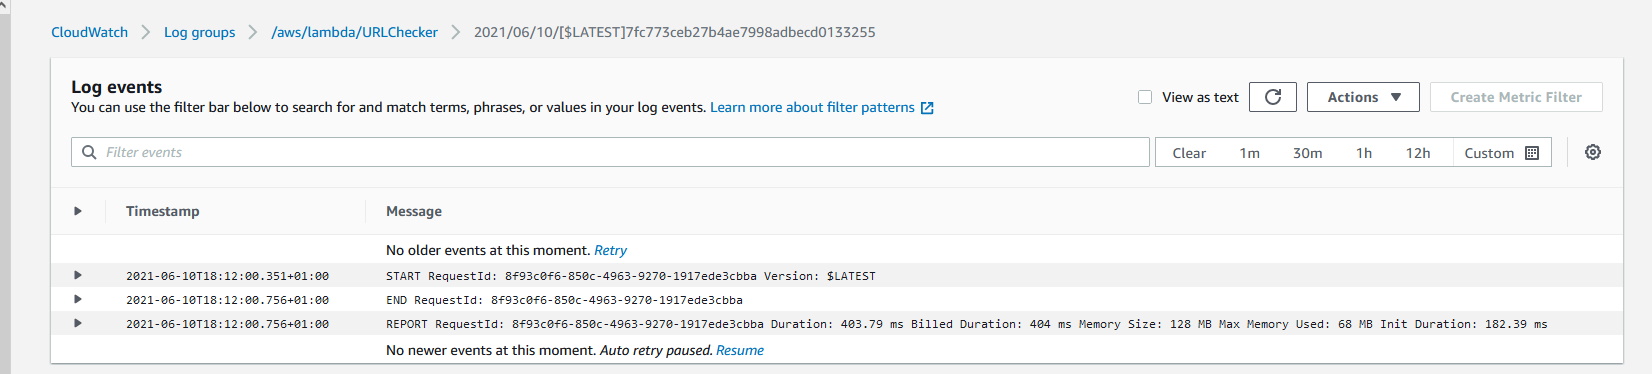 CloudWatch > Log groups > /aws/lambda/URLChecker > 2021/06/10/[$LATEST]7fc773ceb27b4ae7998adbecd0133255
Log events
You can use the filter bar below to search for and match terms, phrases, or values in your log events. Learn more about filter patterns
View as text
Actions
Create Metric Filter
Filter events
Clear 1m 30m 1h 12h Custom
Timestamp Message
No older events at this moment. Retry
2021-06-10T18:12:00.351+01:00 START RequestId: 8f93c0f6-850c-4963-9270-1917ede3cbba Version: $LATEST
2021-06-10T18:12:00.756+01:00 END RequestId: 8f93c0f6-850c-4963-9270-1917ede3cbba
2021-06-10T18:12:00.756+01:00 REPORT RequestId: 8f93c0f6-850c-4963-9270-1917ede3cbba Duration: 403.79 ms Billed Duration: 404 ms Memory Size: 128 MB Max Memory Used: 68 MB Init Duration: 182.39 ms
No newer events at this moment. Auto retry paused. Resume